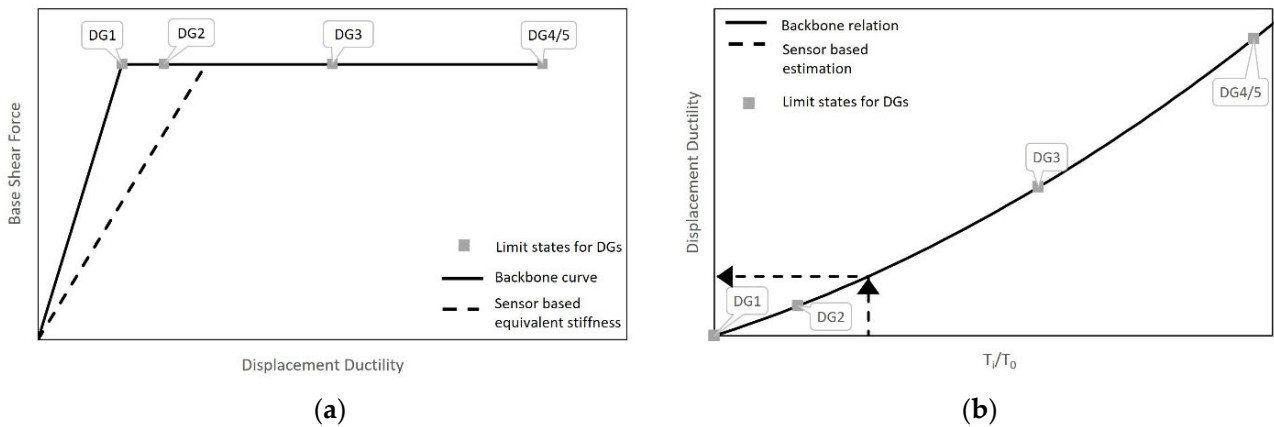 DG1
DG2
DG3
DG4/5
Base Shear Force
Limit states for DGs
Backbone curve
Sensor based
equivalent stiffness
Displacement Ductility
(a)
Backbone relation
Sensor based
estimation
Limit states for DGs
DG4/5
DG3
DG1
DG2
Displacement Ductility
Ti/T0
(b)